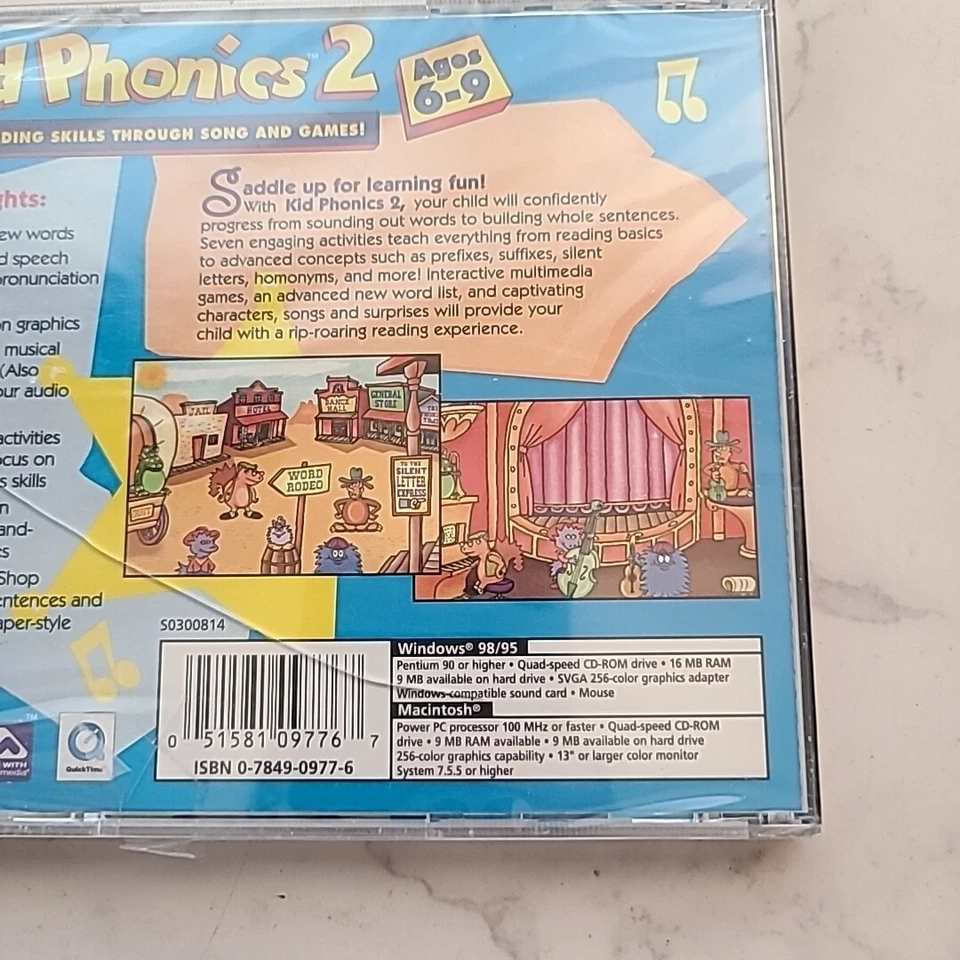 d Phonics™ 2
Ages
6-9
DING SKILLS THROUGH SONG AND GAMES!
ghts:
ew words
d speech
pronunciation
on graphics
musical
(Also
our audio
activities
ocus on
s skills
n
and-
s
Shop
entences and
aper-style
Saddle up for learning fun!
With Kid Phonics 2, your child will confidently
progress from sounding out words to building whole sentences.
Seven engaging activities teach everything from reading basics
to advanced concepts such as prefixes, suffixes, silent
letters, homonyms, and more! Interactive multimedia
games, an advanced new word list, and captivating
characters, songs and surprises will provide your
child with a rip-roaring reading experience.
JAIL
HOTEL
DANCE
HALL
GENERAL
STORE
WORD
RODEO
TO THE
SILENT
LETTER
EXPRESS
S0300814
0 51581 09776 7
ISBN 0-7849-0977-6
Windows® 98/95
Pentium 90 or higher • Quad-speed CD-ROM drive • 16 MB RAM
9 MB available on hard drive • SVGA 256-color graphics adapter
Windows-compatible sound card • Mouse
Macintosh®
Power PC processor 100 MHz or faster • Quad-speed CD-ROM
drive • 9 MB RAM available • 9 MB available on hard drive
256-color graphics capability • 13" or larger color monitor
System 7.5.5 or higher
TM
WITH
media®
QuickTime™